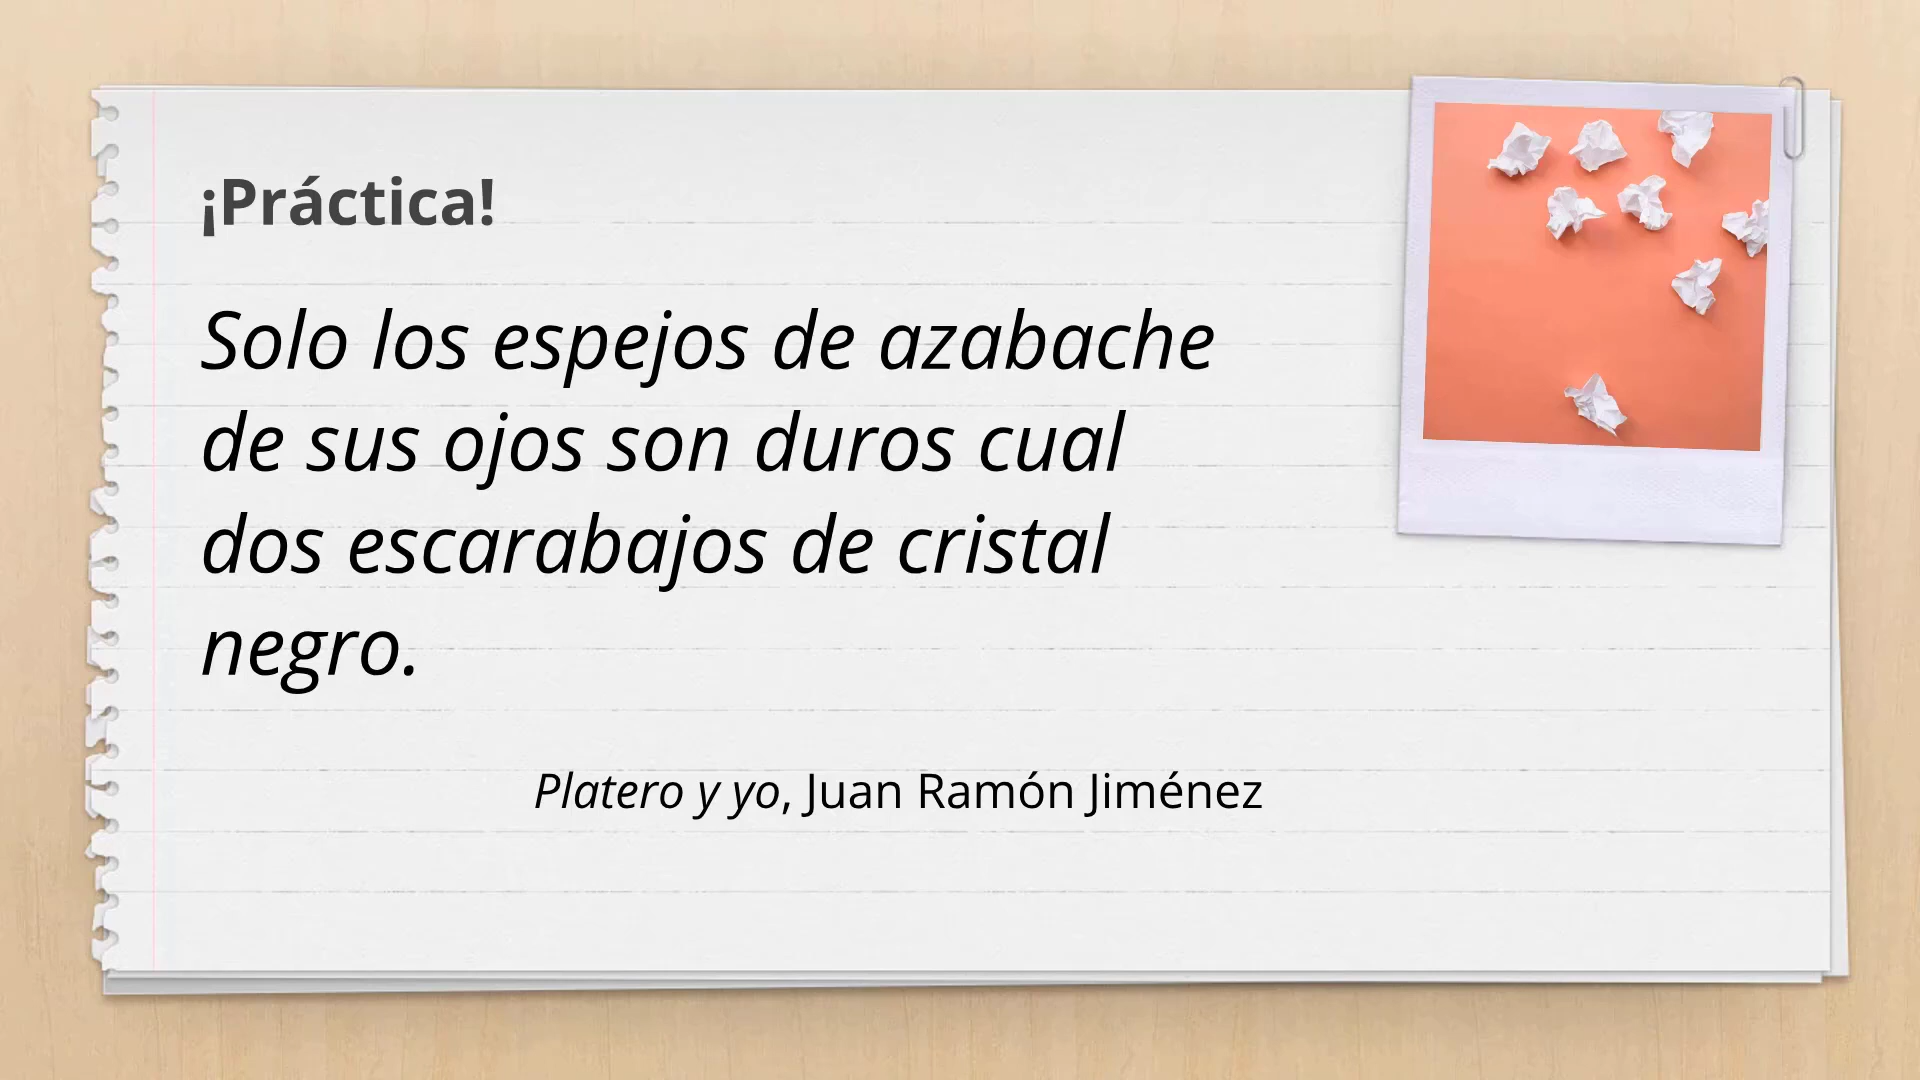 ¡Práctica!
Solo los espejos de azabache
de sus ojos son duros cual
dos escarabajos de cristal
negro.
Platero y yo, Juan Ramón Jiménez